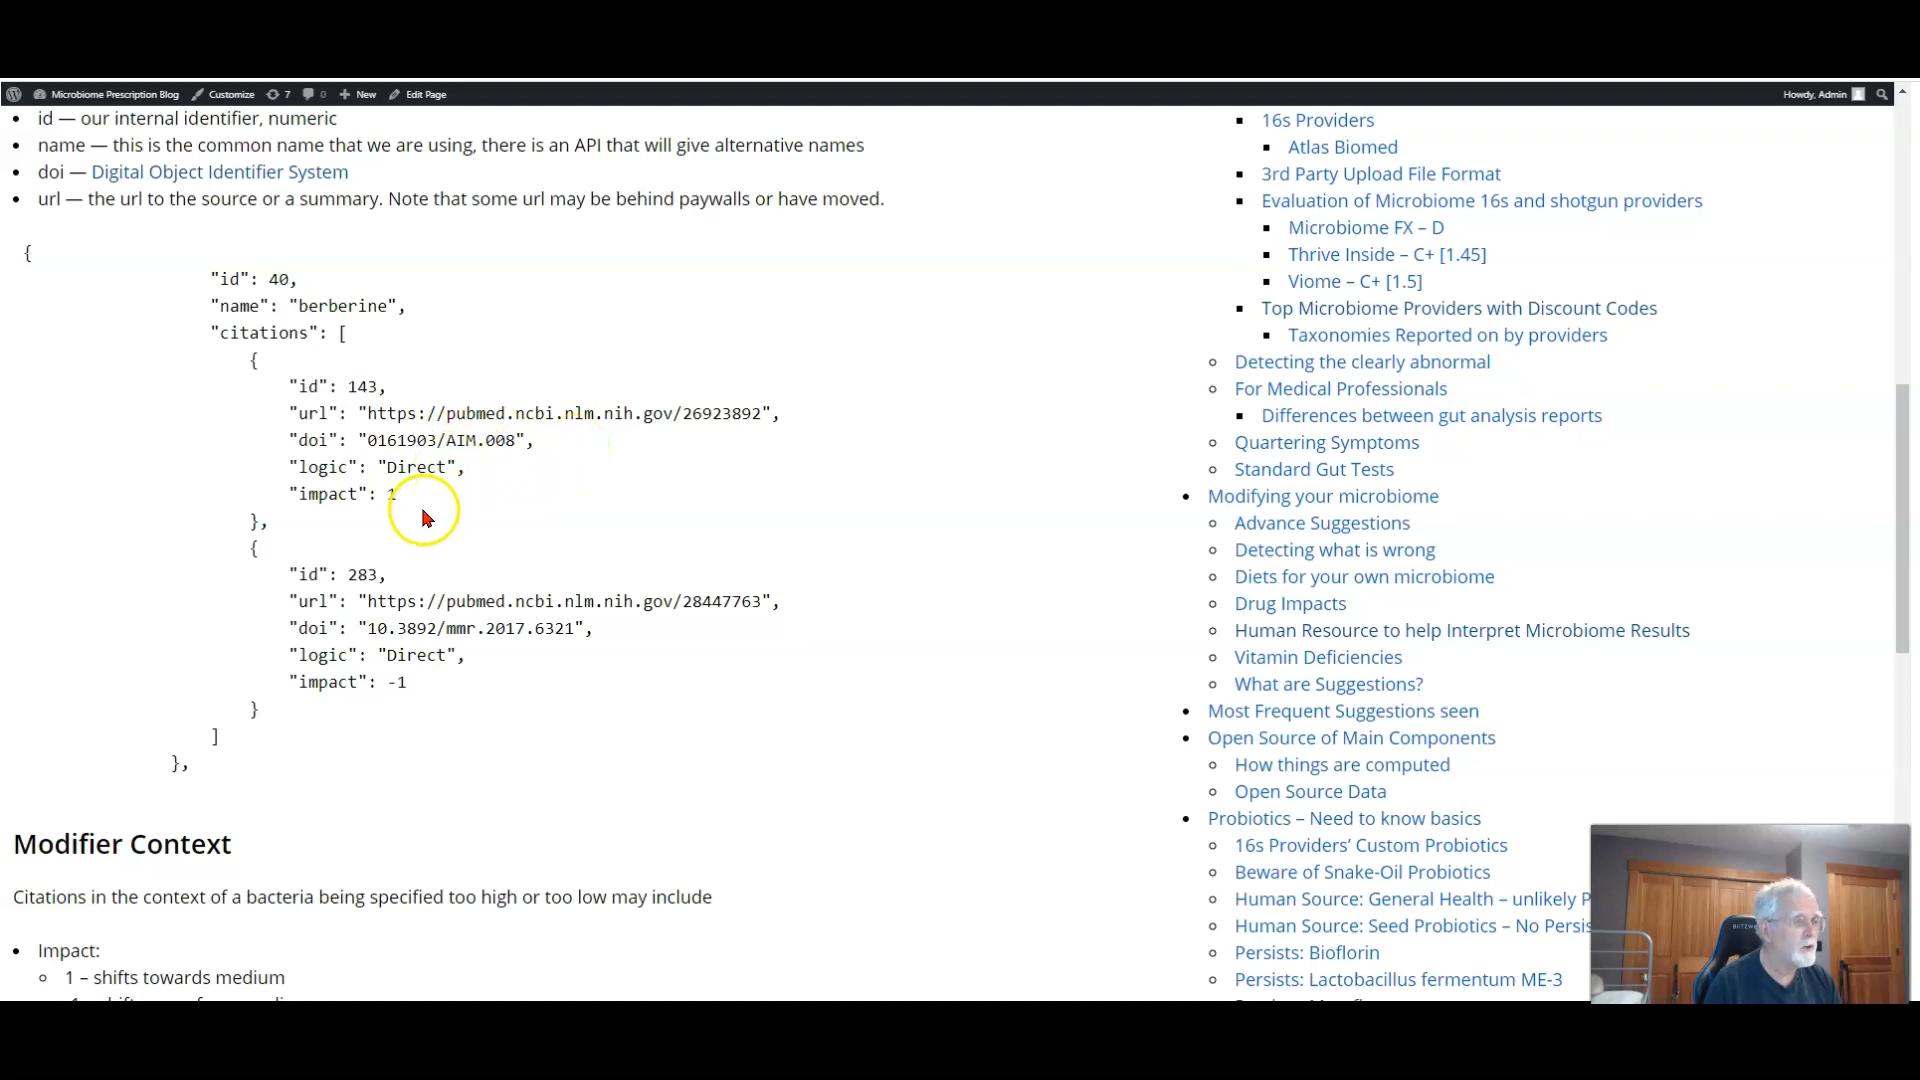 Microbiome Prescription Blog Customize 7 0 New Edit Page Howdy, Admin
id — our internal identifier, numeric
name — this is the common name that we are using, there is an API that will give alternative names
doi — Digital Object Identifier System
url — the url to the source or a summary. Note that some url may be behind paywalls or have moved.
{
"id": 40,
"name": "berberine",
"citations": [
{
"id": 143,
"url": "https://pubmed.ncbi.nlm.nih.gov/26923892",
"doi": "0161903/AIM.008",
"logic": "Direct",
"impact": 1
},
{
"id": 283,
"url": "https://pubmed.ncbi.nlm.nih.gov/28447763",
"doi": "10.3892/mmr.2017.6321",
"logic": "Direct",
"impact": -1
}
]
},
Modifier Context
Citations in the context of a bacteria being specified too high or too low may include
Impact:
1 – shifts towards medium
16s Providers
Atlas Biomed
3rd Party Upload File Format
Evaluation of Microbiome 16s and shotgun providers
Microbiome FX – D
Thrive Inside – C+ [1.45]
Viome – C+ [1.5]
Top Microbiome Providers with Discount Codes
Taxonomies Reported on by providers
Detecting the clearly abnormal
For Medical Professionals
Differences between gut analysis reports
Quartering Symptoms
Standard Gut Tests
Modifying your microbiome
Advance Suggestions
Detecting what is wrong
Diets for your own microbiome
Drug Impacts
Human Resource to help Interpret Microbiome Results
Vitamin Deficiencies
What are Suggestions?
Most Frequent Suggestions seen
Open Source of Main Components
How things are computed
Open Source Data
Probiotics – Need to know basics
16s Providers’ Custom Probiotics
Beware of Snake-Oil Probiotics
Human Source: General Health – unlikely P
Human Source: Seed Probiotics – No Persis
Persists: Bioflorin
Persists: Lactobacillus fermentum ME-3